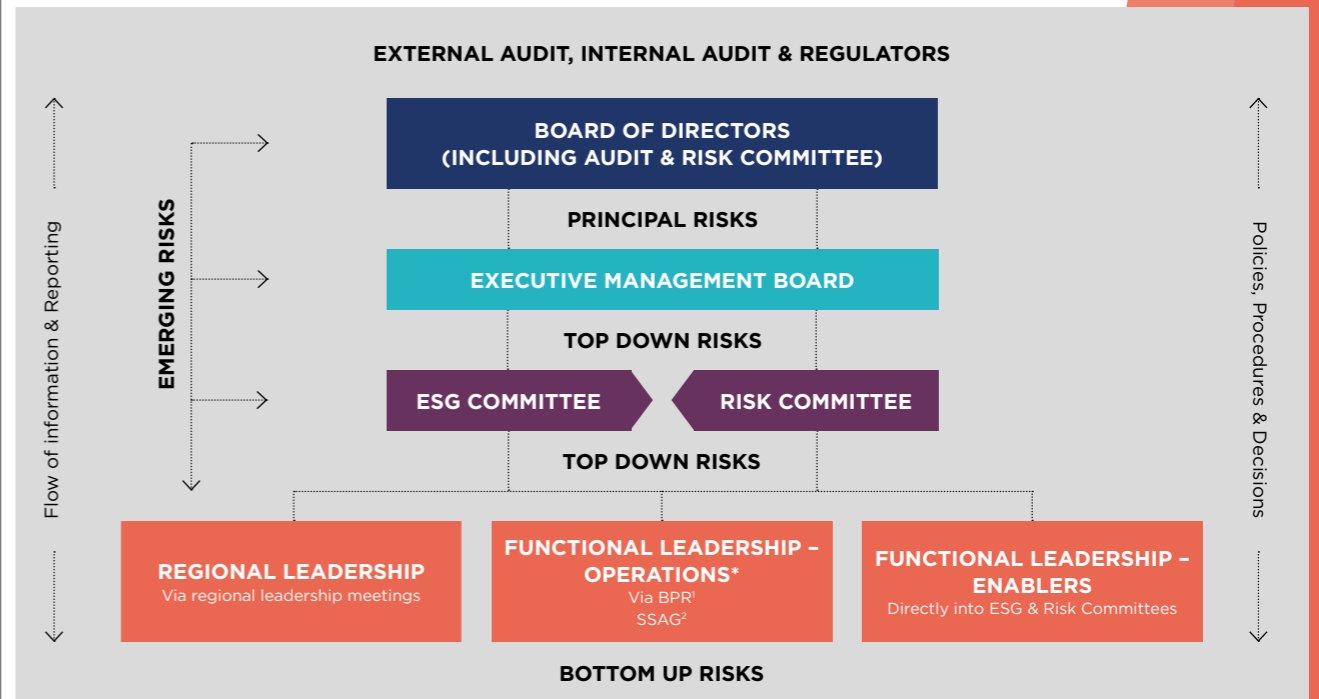 EXTERNAL AUDIT, INTERNAL AUDIT & REGULATORS
BOARD OF DIRECTORS
(INCLUDING AUDIT & RISK COMMITTEE)
PRINCIPAL RISKS
EXECUTIVE MANAGEMENT BOARD
TOP DOWN RISKS
ESG COMMITTEE
RISK COMMITTEE
TOP DOWN RISKS
EMERGING RISKS
Flow of information & Reporting
Policies, Procedures & Decisions
REGIONAL LEADERSHIP
Via regional leadership meetings
FUNCTIONAL LEADERSHIP –
OPERATIONS*
Via BPR¹
SSAG²
FUNCTIONAL LEADERSHIP –
ENABLERS
Directly into ESG & Risk Committees
BOTTOM UP RISKS